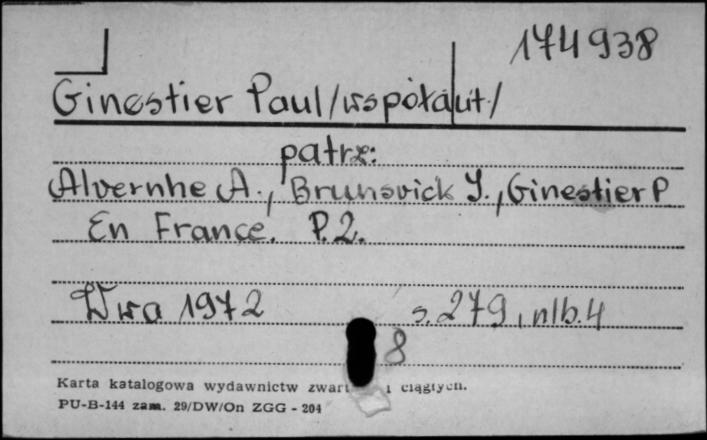 174938
Ginestier Paul /współaut/
patrz:
Alvernhe A., Brunsvick Y., Ginestier P
En France. P.2.
Wwa 1972 s. 279, nlb. 4
8
Karta katalogowa wydawnictw i ciągłych.
PU-B-144 zam. 29/DW/On ZGG - 204